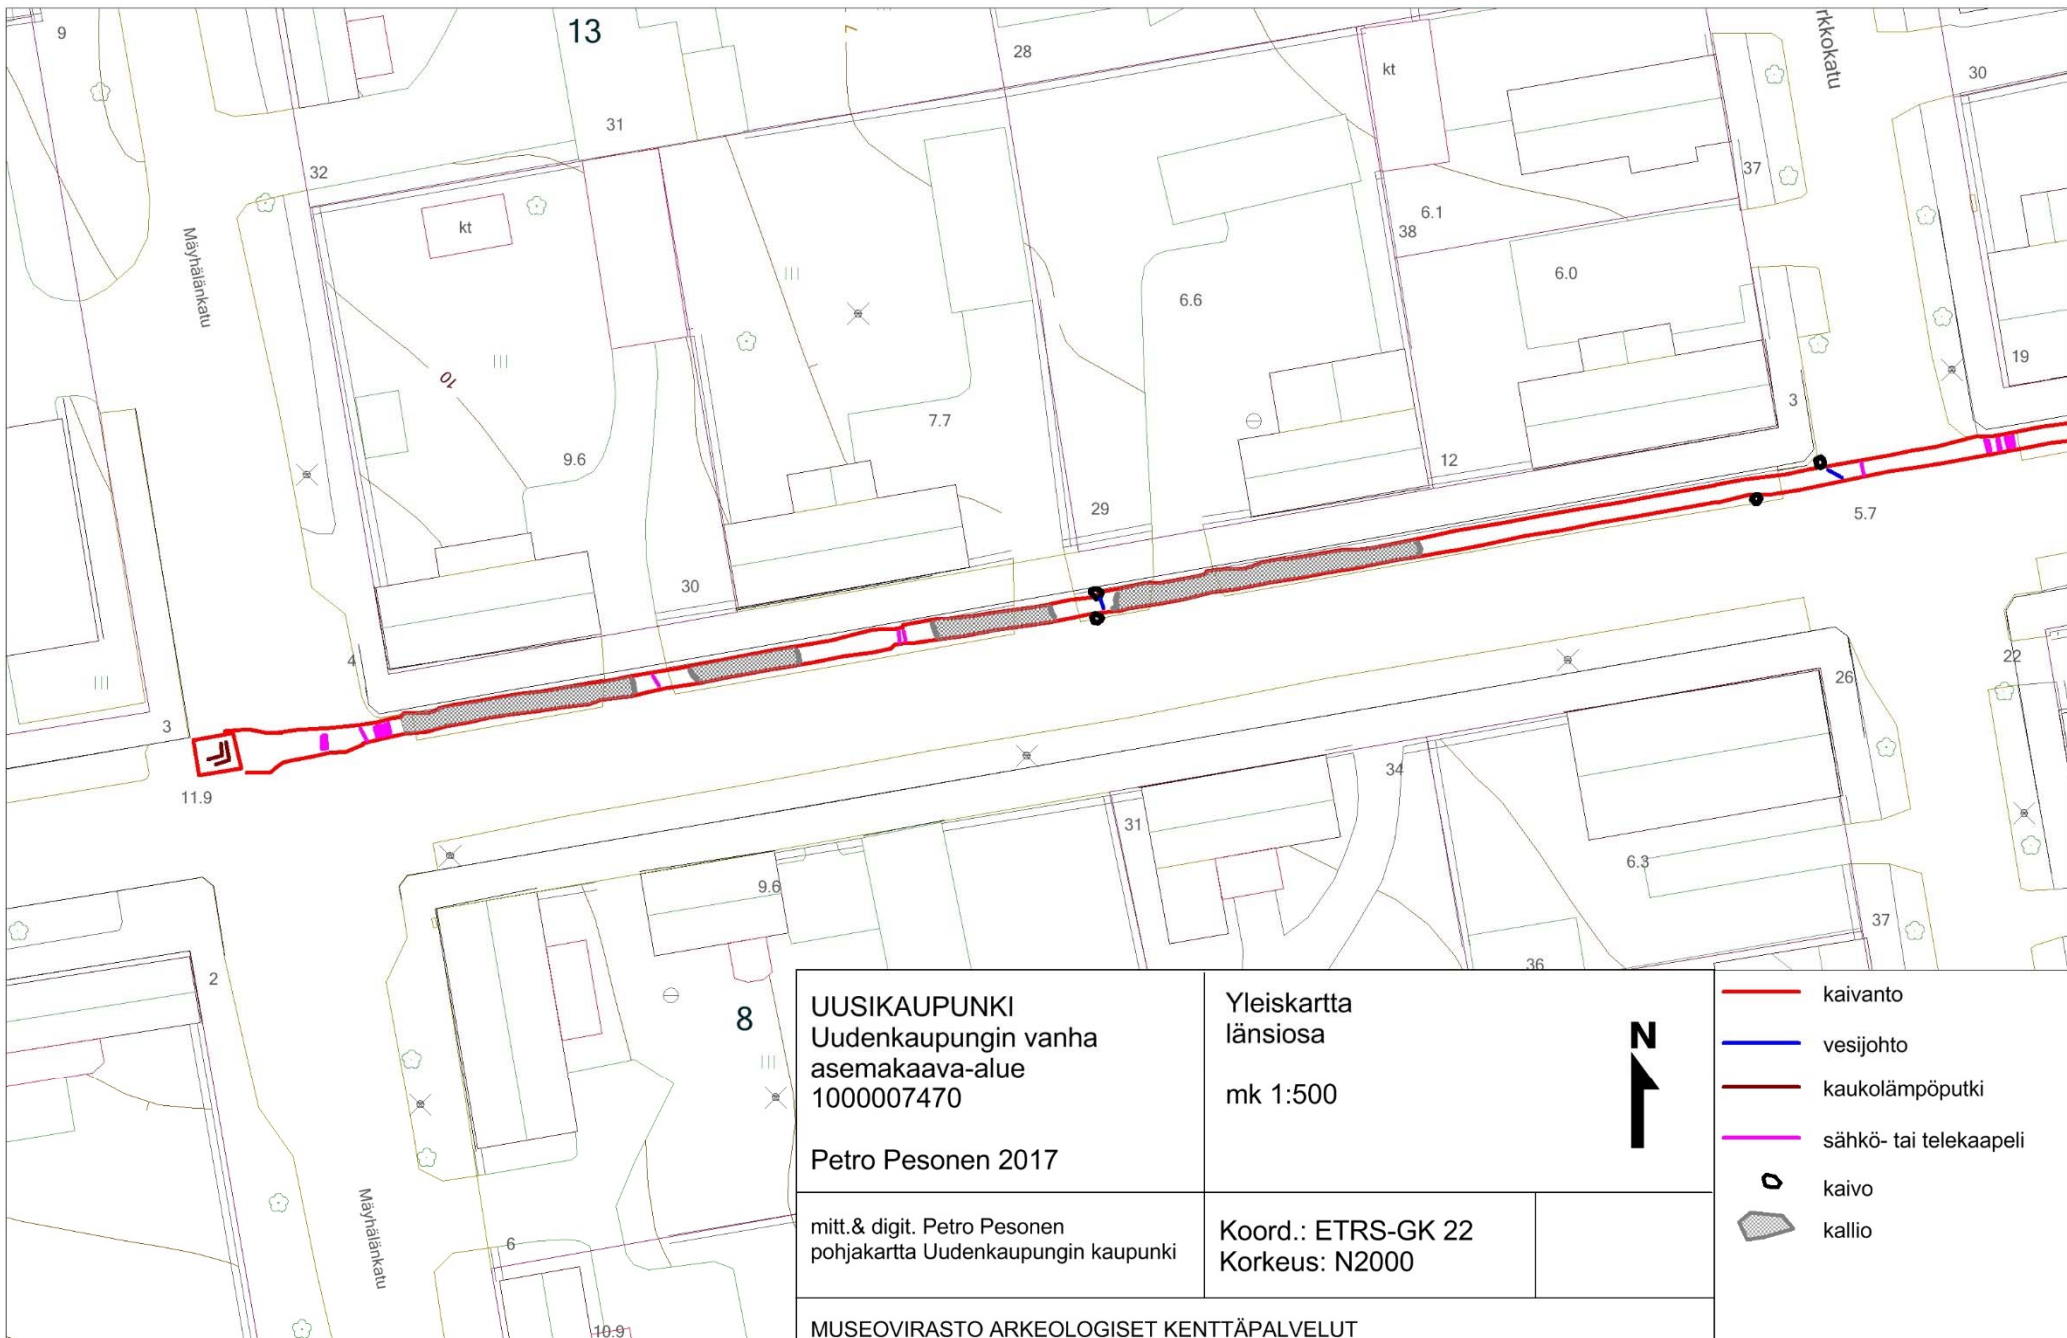 9
13
7
28
kt
rkkokatu
30
31
32
37
kt
6.1
38
6.0
6.6
Mäyhälänkatu
10
19
7.7
3
9.6
12
29
5.7
30
4
22
26
3
11.9
34
31
6.3
9.6
37
36
2
8
Mäyhälänkatu
6
10.9
UUSIKAUPUNKI
Uudenkaupungin vanha
asemakaava-alue
1000007470
Petro Pesonen 2017
Yleiskartta
länsiosa
mk 1:500
N
mitt.& digit. Petro Pesonen
pohjakartta Uudenkaupungin kaupunki
Koord.: ETRS-GK 22
Korkeus: N2000
MUSEOVIRASTO ARKEOLOGISET KENTTÄPALVELUT
kaivanto
vesijohto
kaukolämpöputki
sähkö- tai telekaapeli
kaivo
kallio